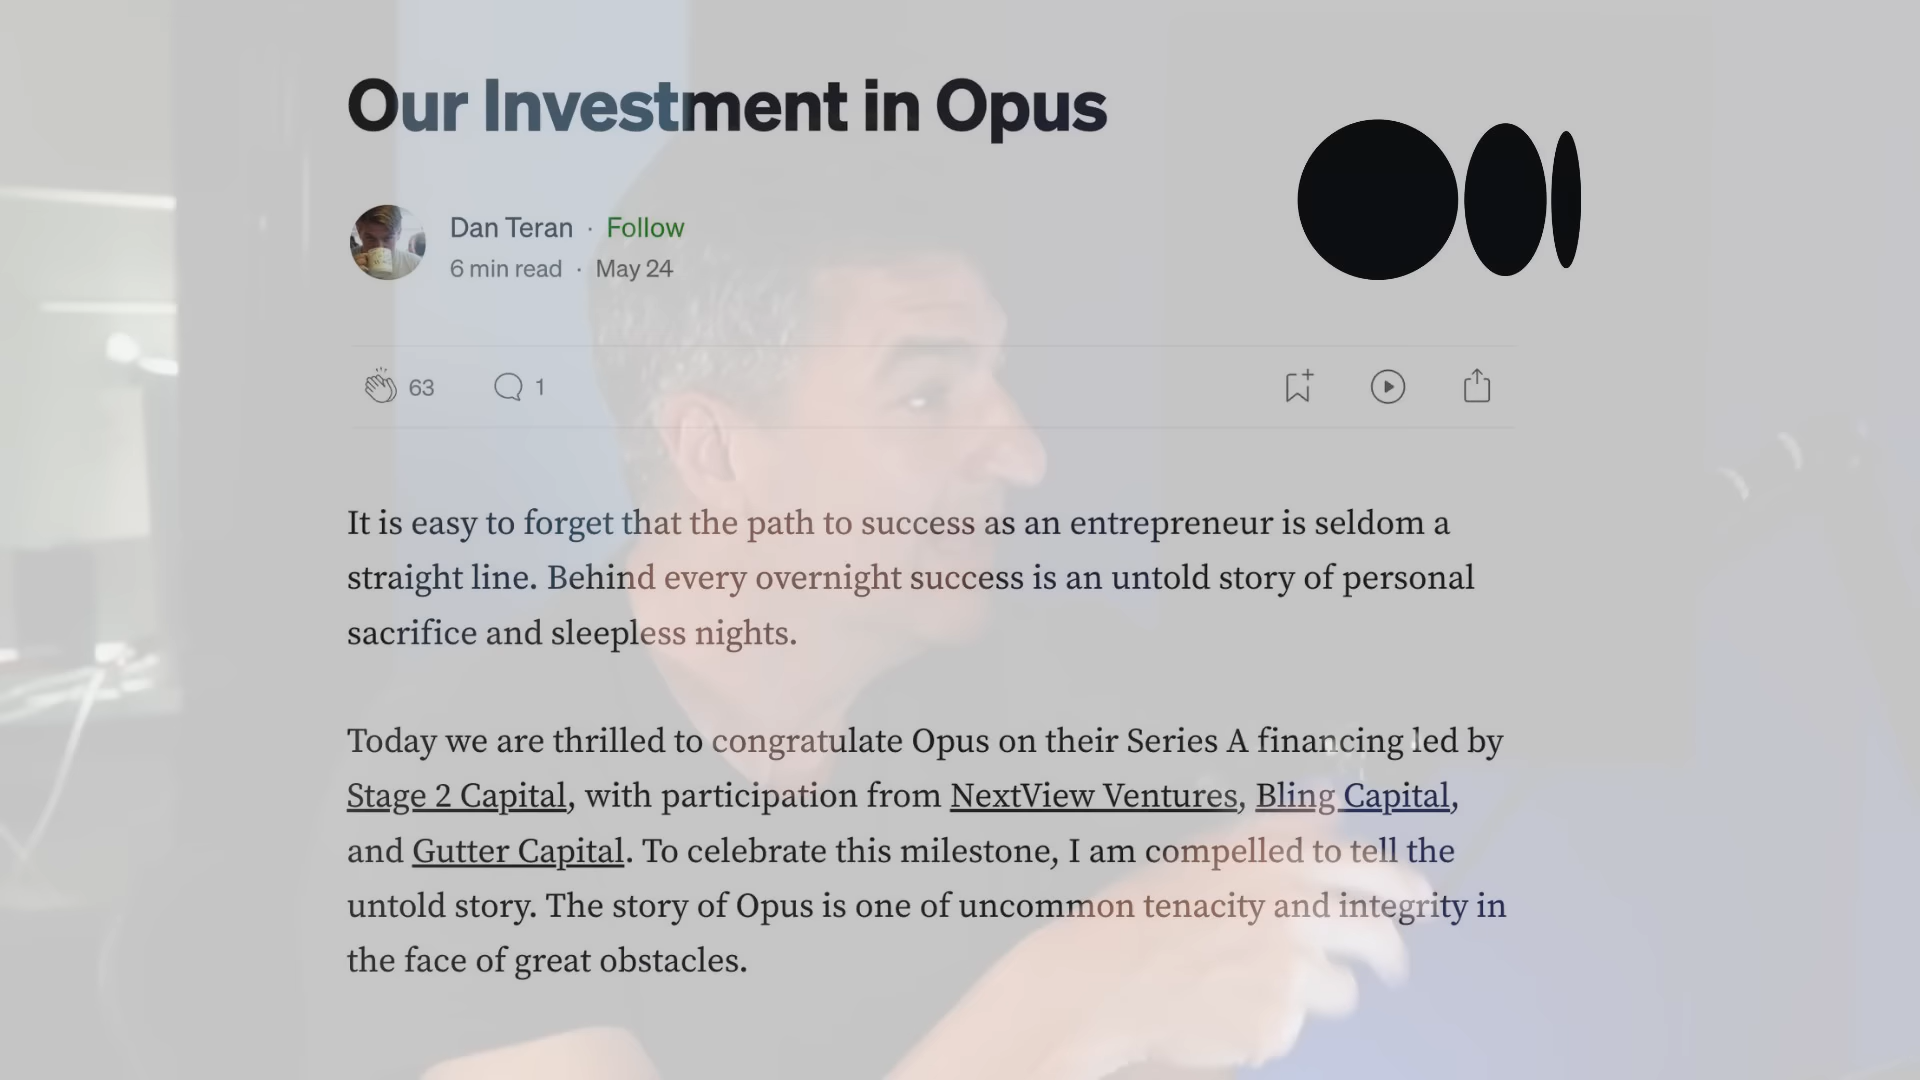 Our Investment in Opus
Dan Teran · Follow
6 min read · May 24
63
1
It is easy to forget that the path to success as an entrepreneur is seldom a
straight line. Behind every overnight success is an untold story of personal
sacrifice and sleepless nights.
Today we are thrilled to congratulate Opus on their Series A financing led by
Stage 2 Capital, with participation from NextView Ventures, Bling Capital,
and Gutter Capital. To celebrate this milestone, I am compelled to tell the
untold story. The story of Opus is one of uncommon tenacity and integrity in
the face of great obstacles.